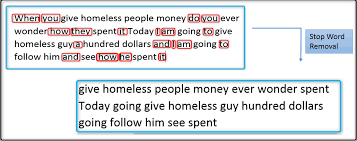 When you give homeless people money do you ever
wonder how they spent it Today I am going to give
homeless guy a hundred dollars and I am going to
follow him and see how he spent it
Stop Word
Removal
give homeless people money ever wonder spent
Today going give homeless guy hundred dollars
going follow him see spent